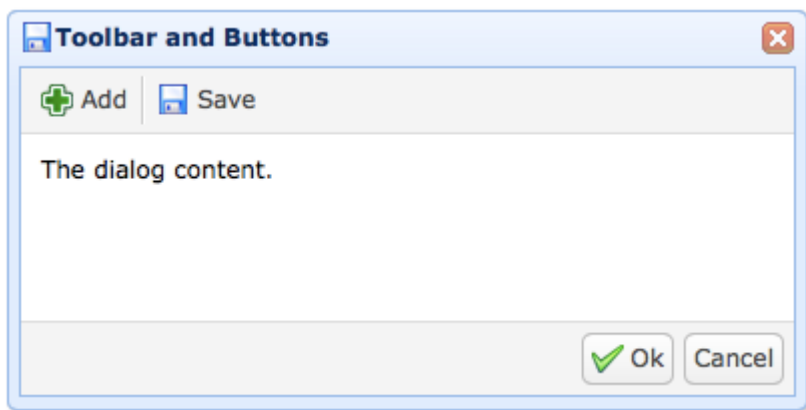 Toolbar and Buttons
Add Save
The dialog content.
Ok Cancel